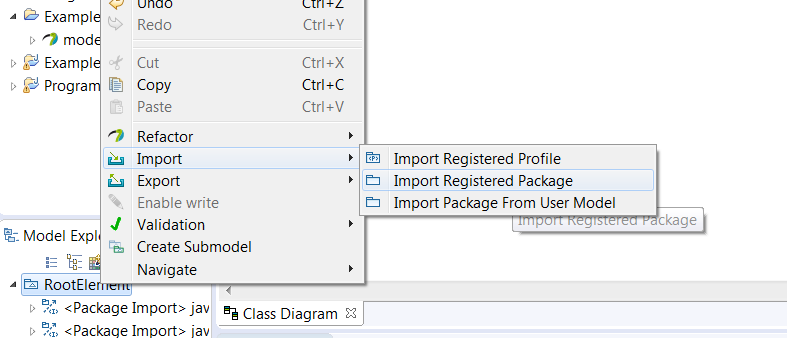 Undo Ctrl+Z
Example
Redo Ctrl+Y
mode
Example
Cut Ctrl+X
Program
Copy Ctrl+C
Paste Ctrl+V
Refactor
Import
Import Registered Profile
Export
Import Registered Package
Enable write
Import Package From User Model
Validation
Import Registered Package
Model Explo
Create Submodel
Navigate
RootElement
<Package Import> jav
Class Diagram
<Package Import> jav